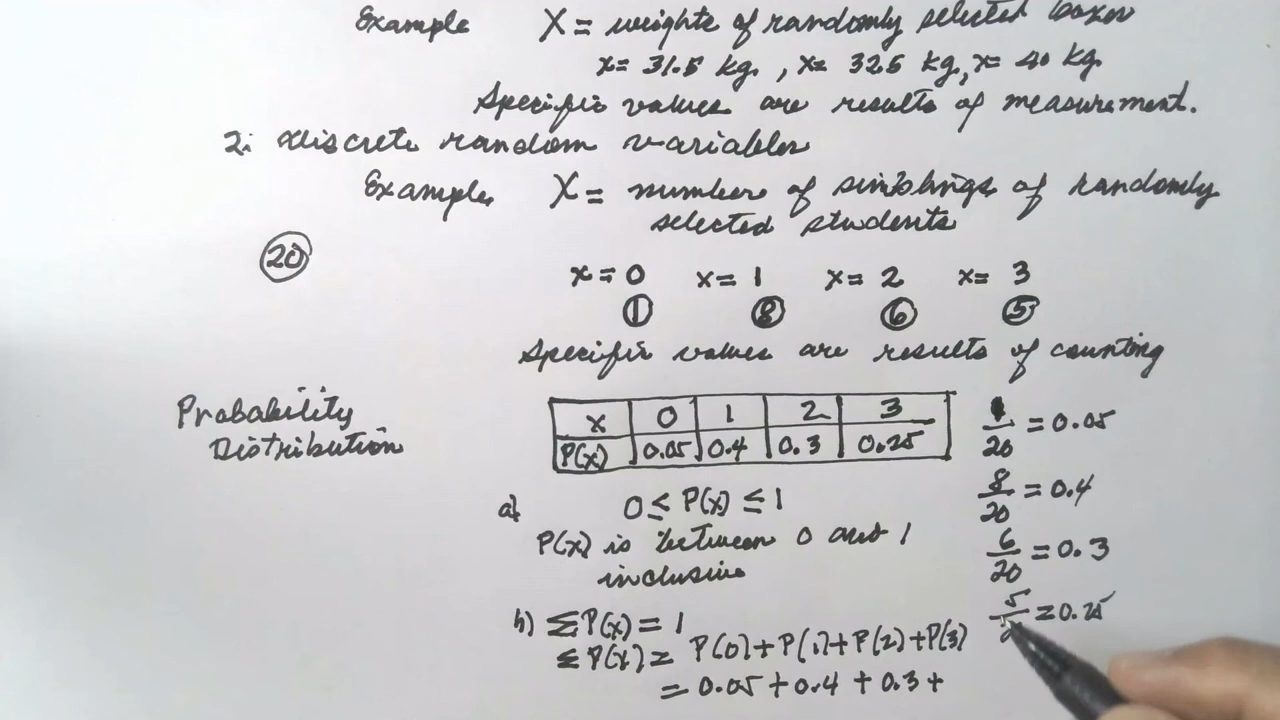 Example X = weights of randomly selected boxes
x = 31.5 kg, x = 32.5 kg, x = 40 kg.
Specific values are results of measurement.
2. Discrete random variables
Example, X = number of sinblings of randomly
selected students
20
x = 0 x = 1 x = 2 x = 3
1 8 6 5
Specific values are results of counting
Probability
Distribution
x 0 1 2 3
P(x) 0.05 0.4 0.3 0.25
1/20 = 0.05
8/20 = 0.4
6/20 = 0.3
5/2 = 0.25
a) 0 ≤ P(x) ≤ 1
P(x) is between 0 and 1
inclusive
b) ΣP(x) = 1
ΣP(x) = P(0) + P(1) + P(2) + P(3)
= 0.05 + 0.4 + 0.3 +